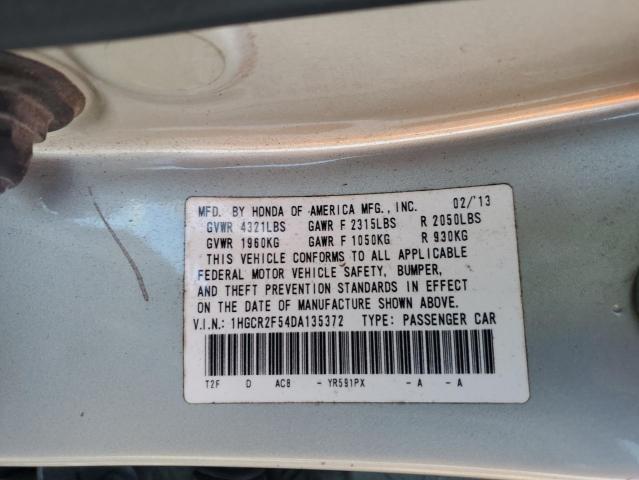 MFD. BY HONDA OF AMERICA MFG., INC. 02/'13
GVWR 4321LBS GAWR F 2315LBS R 2050LBS
GVWR 1960KG GAWR F 1050KG R 930KG
THIS VEHICLE CONFORMS TO ALL APPLICABLE
FEDERAL MOTOR VEHICLE SAFETY, BUMPER,
AND THEFT PREVENTION STANDARDS IN EFFECT
ON THE DATE OF MANUFACTURE SHOWN ABOVE.
V.I.N.: 1HGCR2F54DA135372 TYPE: PASSENGER CAR
T2F D AC8 - YR591PX - A - A